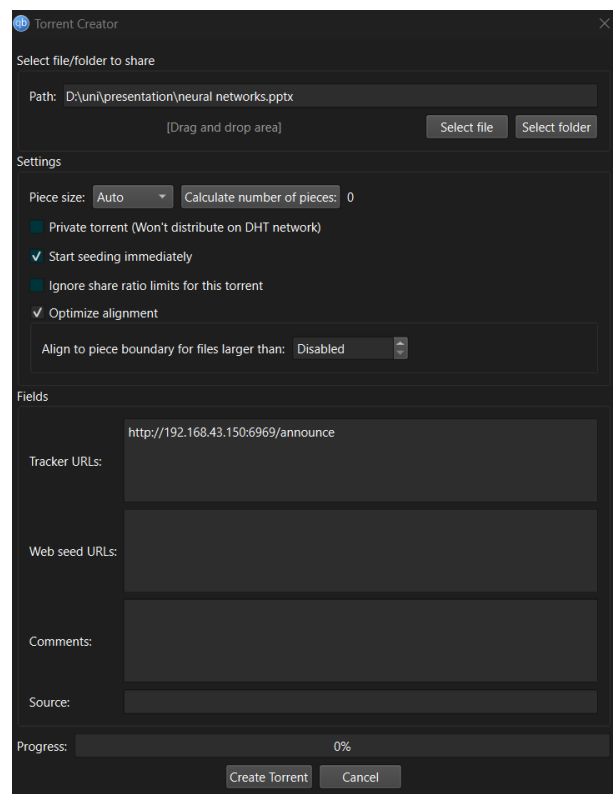 qb Torrent Creator
Select file/folder to share
Path: D:\uni\presentation\neural networks.pptx
[Drag and drop area] Select file Select folder
Settings
Piece size: Auto Calculate number of pieces: 0
Private torrent (Won't distribute on DHT network)
Start seeding immediately
Ignore share ratio limits for this torrent
Optimize alignment
Align to piece boundary for files larger than: Disabled
Fields
http://192.168.43.150:6969/announce
Tracker URLs:
Web seed URLs:
Comments:
Source:
Progress: 0%
Create Torrent Cancel